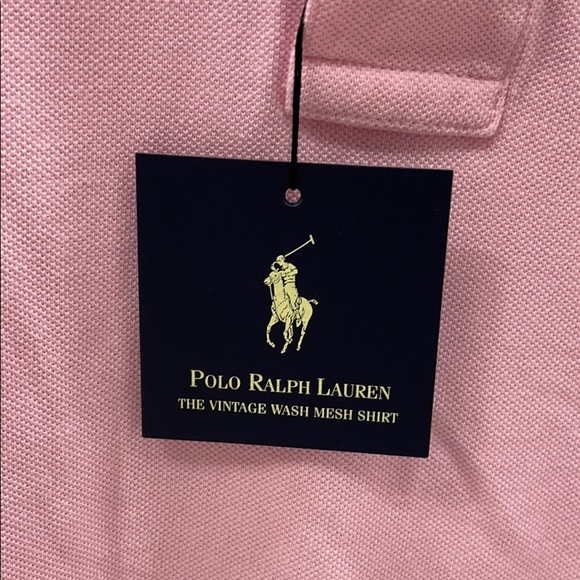 POLO RALPH LAUREN
THE VINTAGE WASH MESH SHIRT